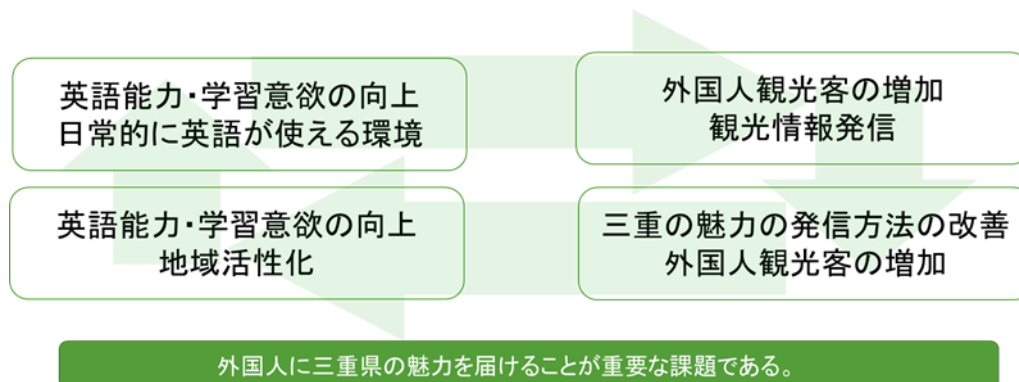 英語能力・学習意欲の向上
日常的に英語が使える環境
外国人観光客の増加
観光情報発信
英語能力・学習意欲の向上
地域活性化
三重の魅力の発信方法の改善
外国人観光客の増加
外国人に三重県の魅力を届けることが重要な課題である。